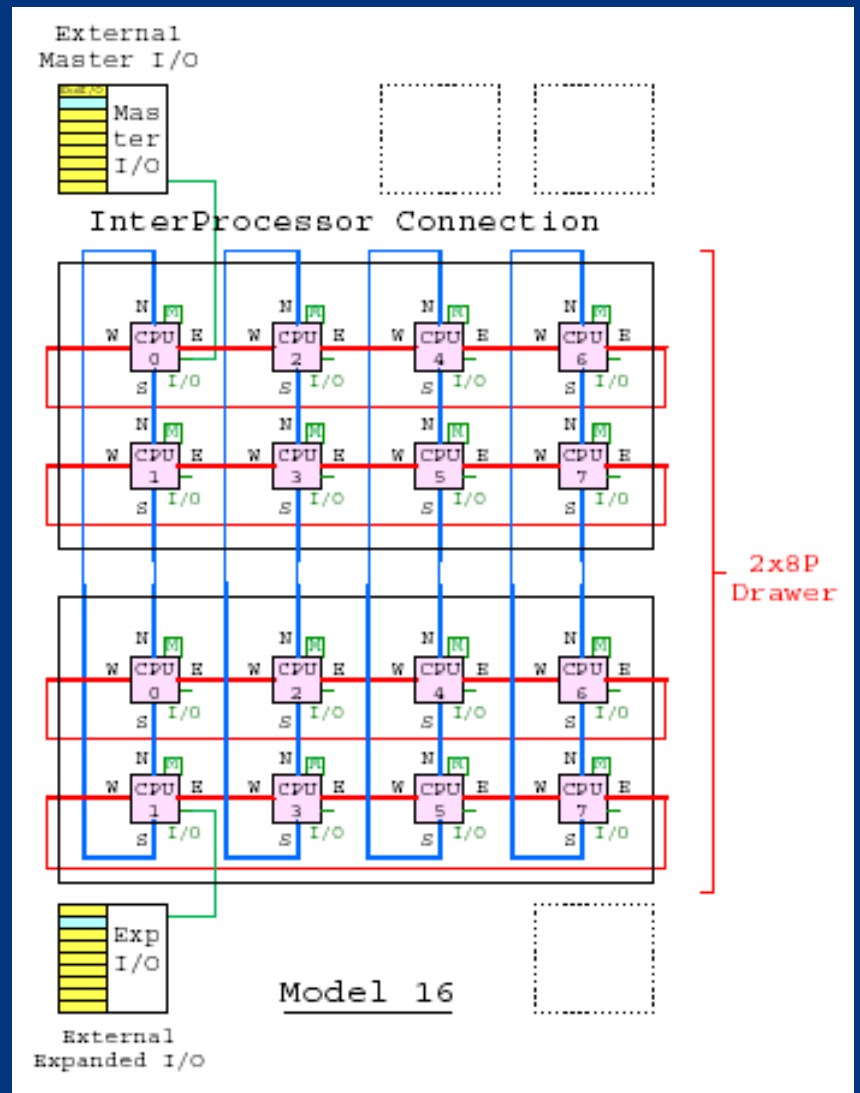 External
Master I/O
Mas
ter
I/O
InterProcessor Connection
N M N M N M N M
W CPU E W CPU E W CPU E W CPU E
0 2 4 6
S I/O S I/O S I/O S I/O
N M N M N M N M
W CPU E W CPU E W CPU E W CPU E
1 3 5 7
S I/O S I/O S I/O S I/O
2x8P
Drawer
N M N M N M N M
W CPU E W CPU E W CPU E W CPU E
0 2 4 6
S I/O S I/O S I/O S I/O
N M N M N M N M
W CPU E W CPU E W CPU E W CPU E
1 3 5 7
S I/O S I/O S I/O S I/O
Exp
I/O
Model 16
External
Expanded I/O